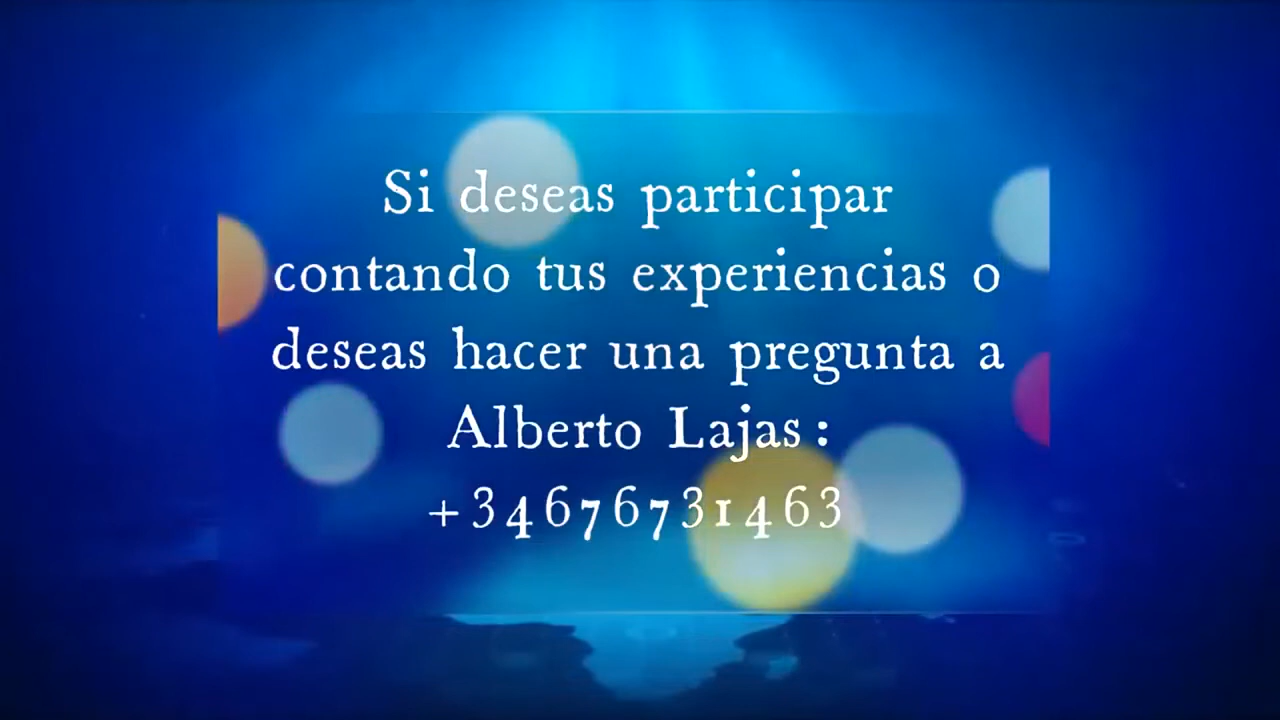 Si deseas participar
contando tus experiencias o
deseas hacer una pregunta a
Alberto Lajas:
+34676731463